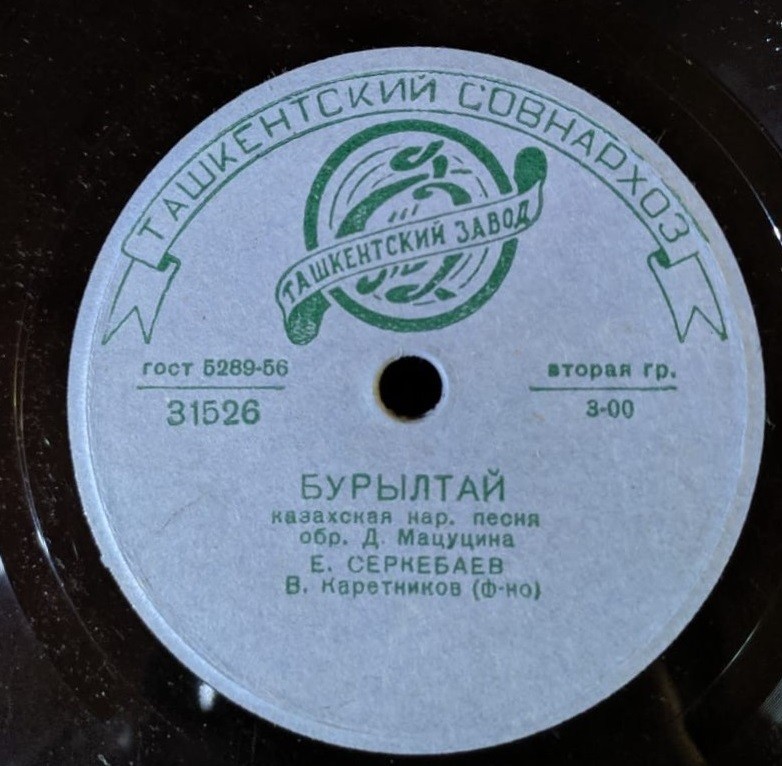 ТАШКЕНТСКИЙ СОВНАРХОЗ
ТАШКЕНТСКИЙ ЗАВОД
гост 5289-56
31526
вторая гр.
3-00
БУРЫЛТАЙ
казахская нар. песня
обр. Д. Мацуцина
Е. СЕРКЕБАЕВ
В. Каретников (ф-но)